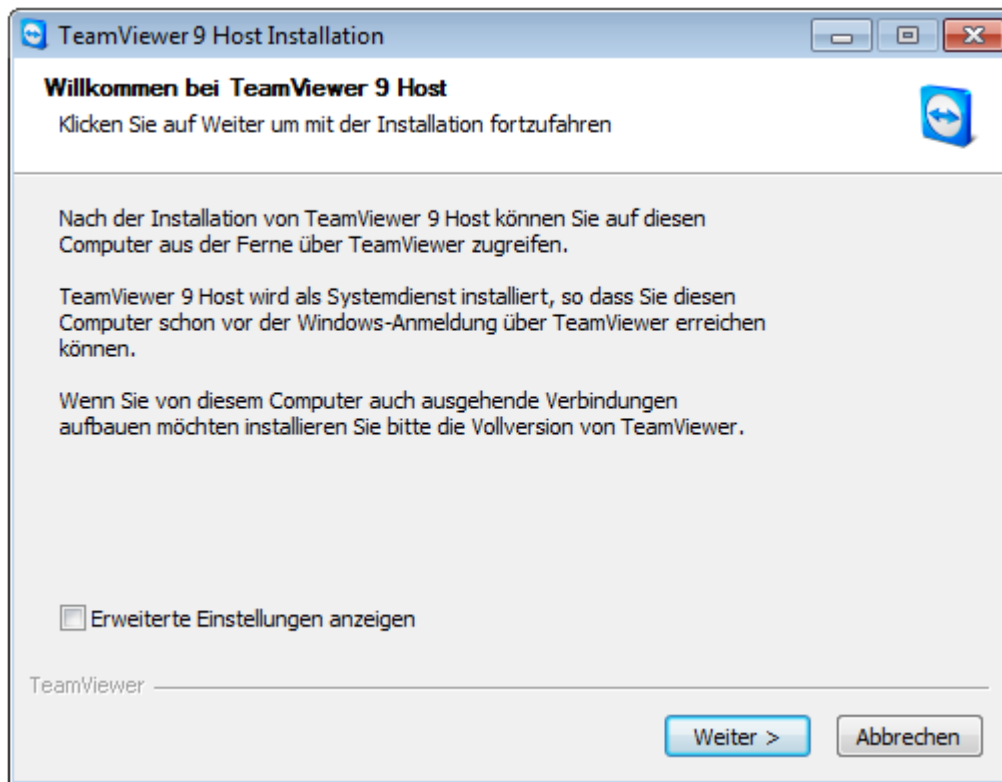 TeamViewer 9 Host Installation
Willkommen bei TeamViewer 9 Host
Klicken Sie auf Weiter um mit der Installation fortzufahren
Nach der Installation von TeamViewer 9 Host können Sie auf diesen
Computer aus der Ferne über TeamViewer zugreifen.
TeamViewer 9 Host wird als Systemdienst installiert, so dass Sie diesen
Computer schon vor der Windows-Anmeldung über TeamViewer erreichen
können.
Wenn Sie von diesem Computer auch ausgehende Verbindungen
aufbauen möchten installieren Sie bitte die Vollversion von TeamViewer.
Erweiterte Einstellungen anzeigen
TeamViewer
Weiter >
Abbrechen